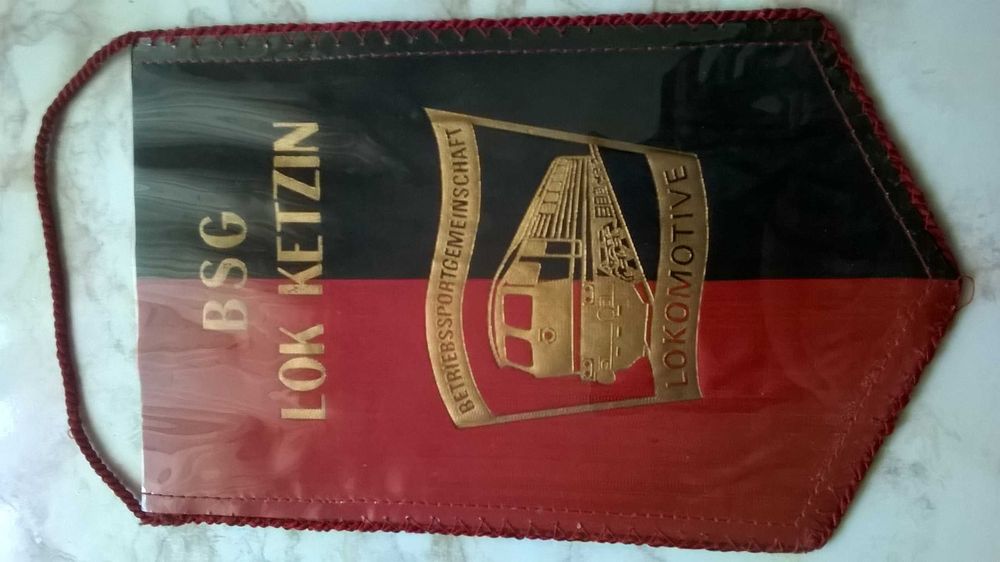 BSG
LOK KETZIN
BETRIEBSSPORTGEMEINSCHAFT
LOKOMOTIVE